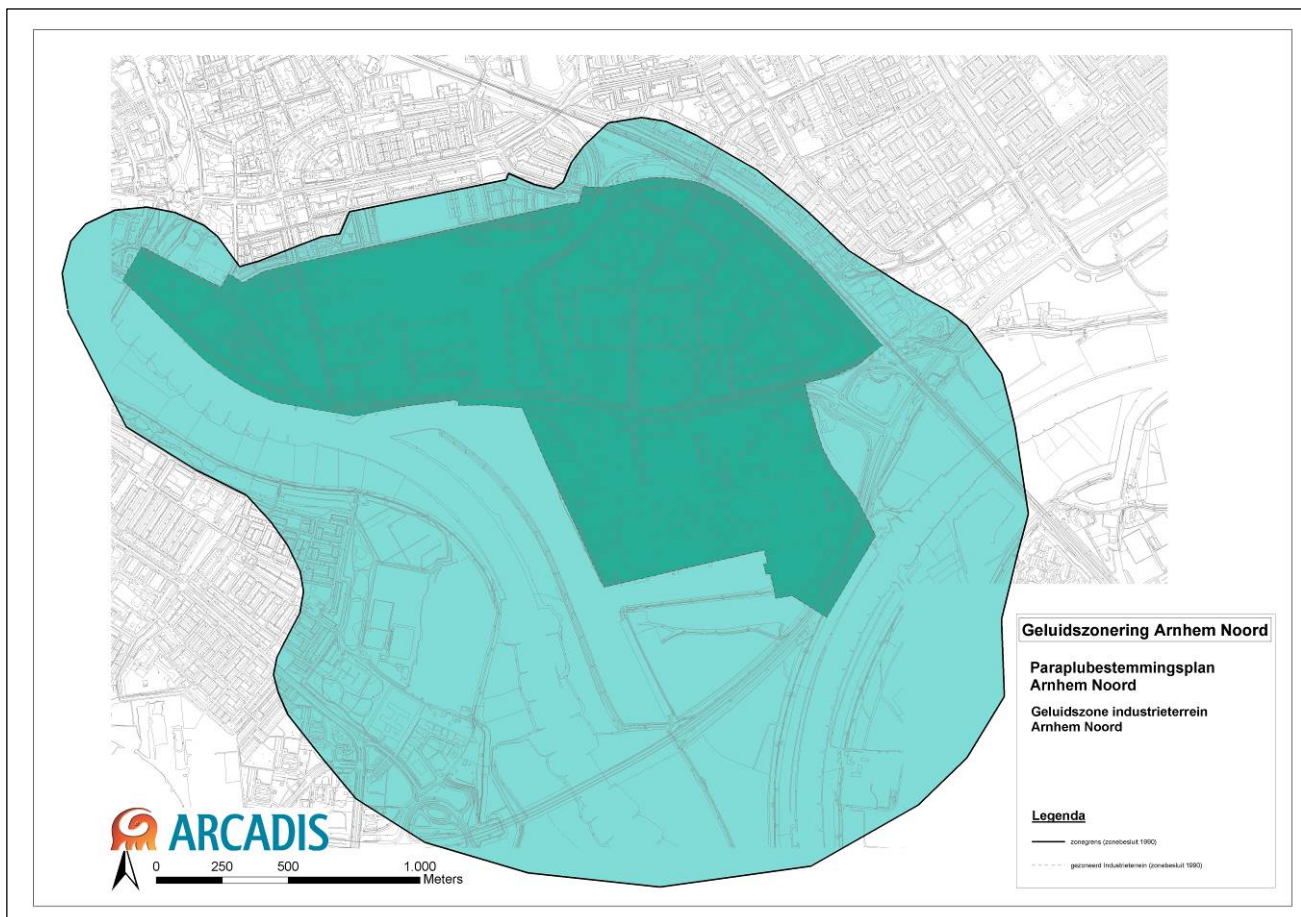 Geluidszonering Arnhem Noord
Paraplubestemmingsplan
Arnhem Noord
Geluidszone industrieterrein
Arnhem Noord
Legenda
zonegrens (zonebesluit 1990)
gezoneerd Industrieterrein (zonebesluit 1990)
ARCADIS
0 250 500 1.000
Meters